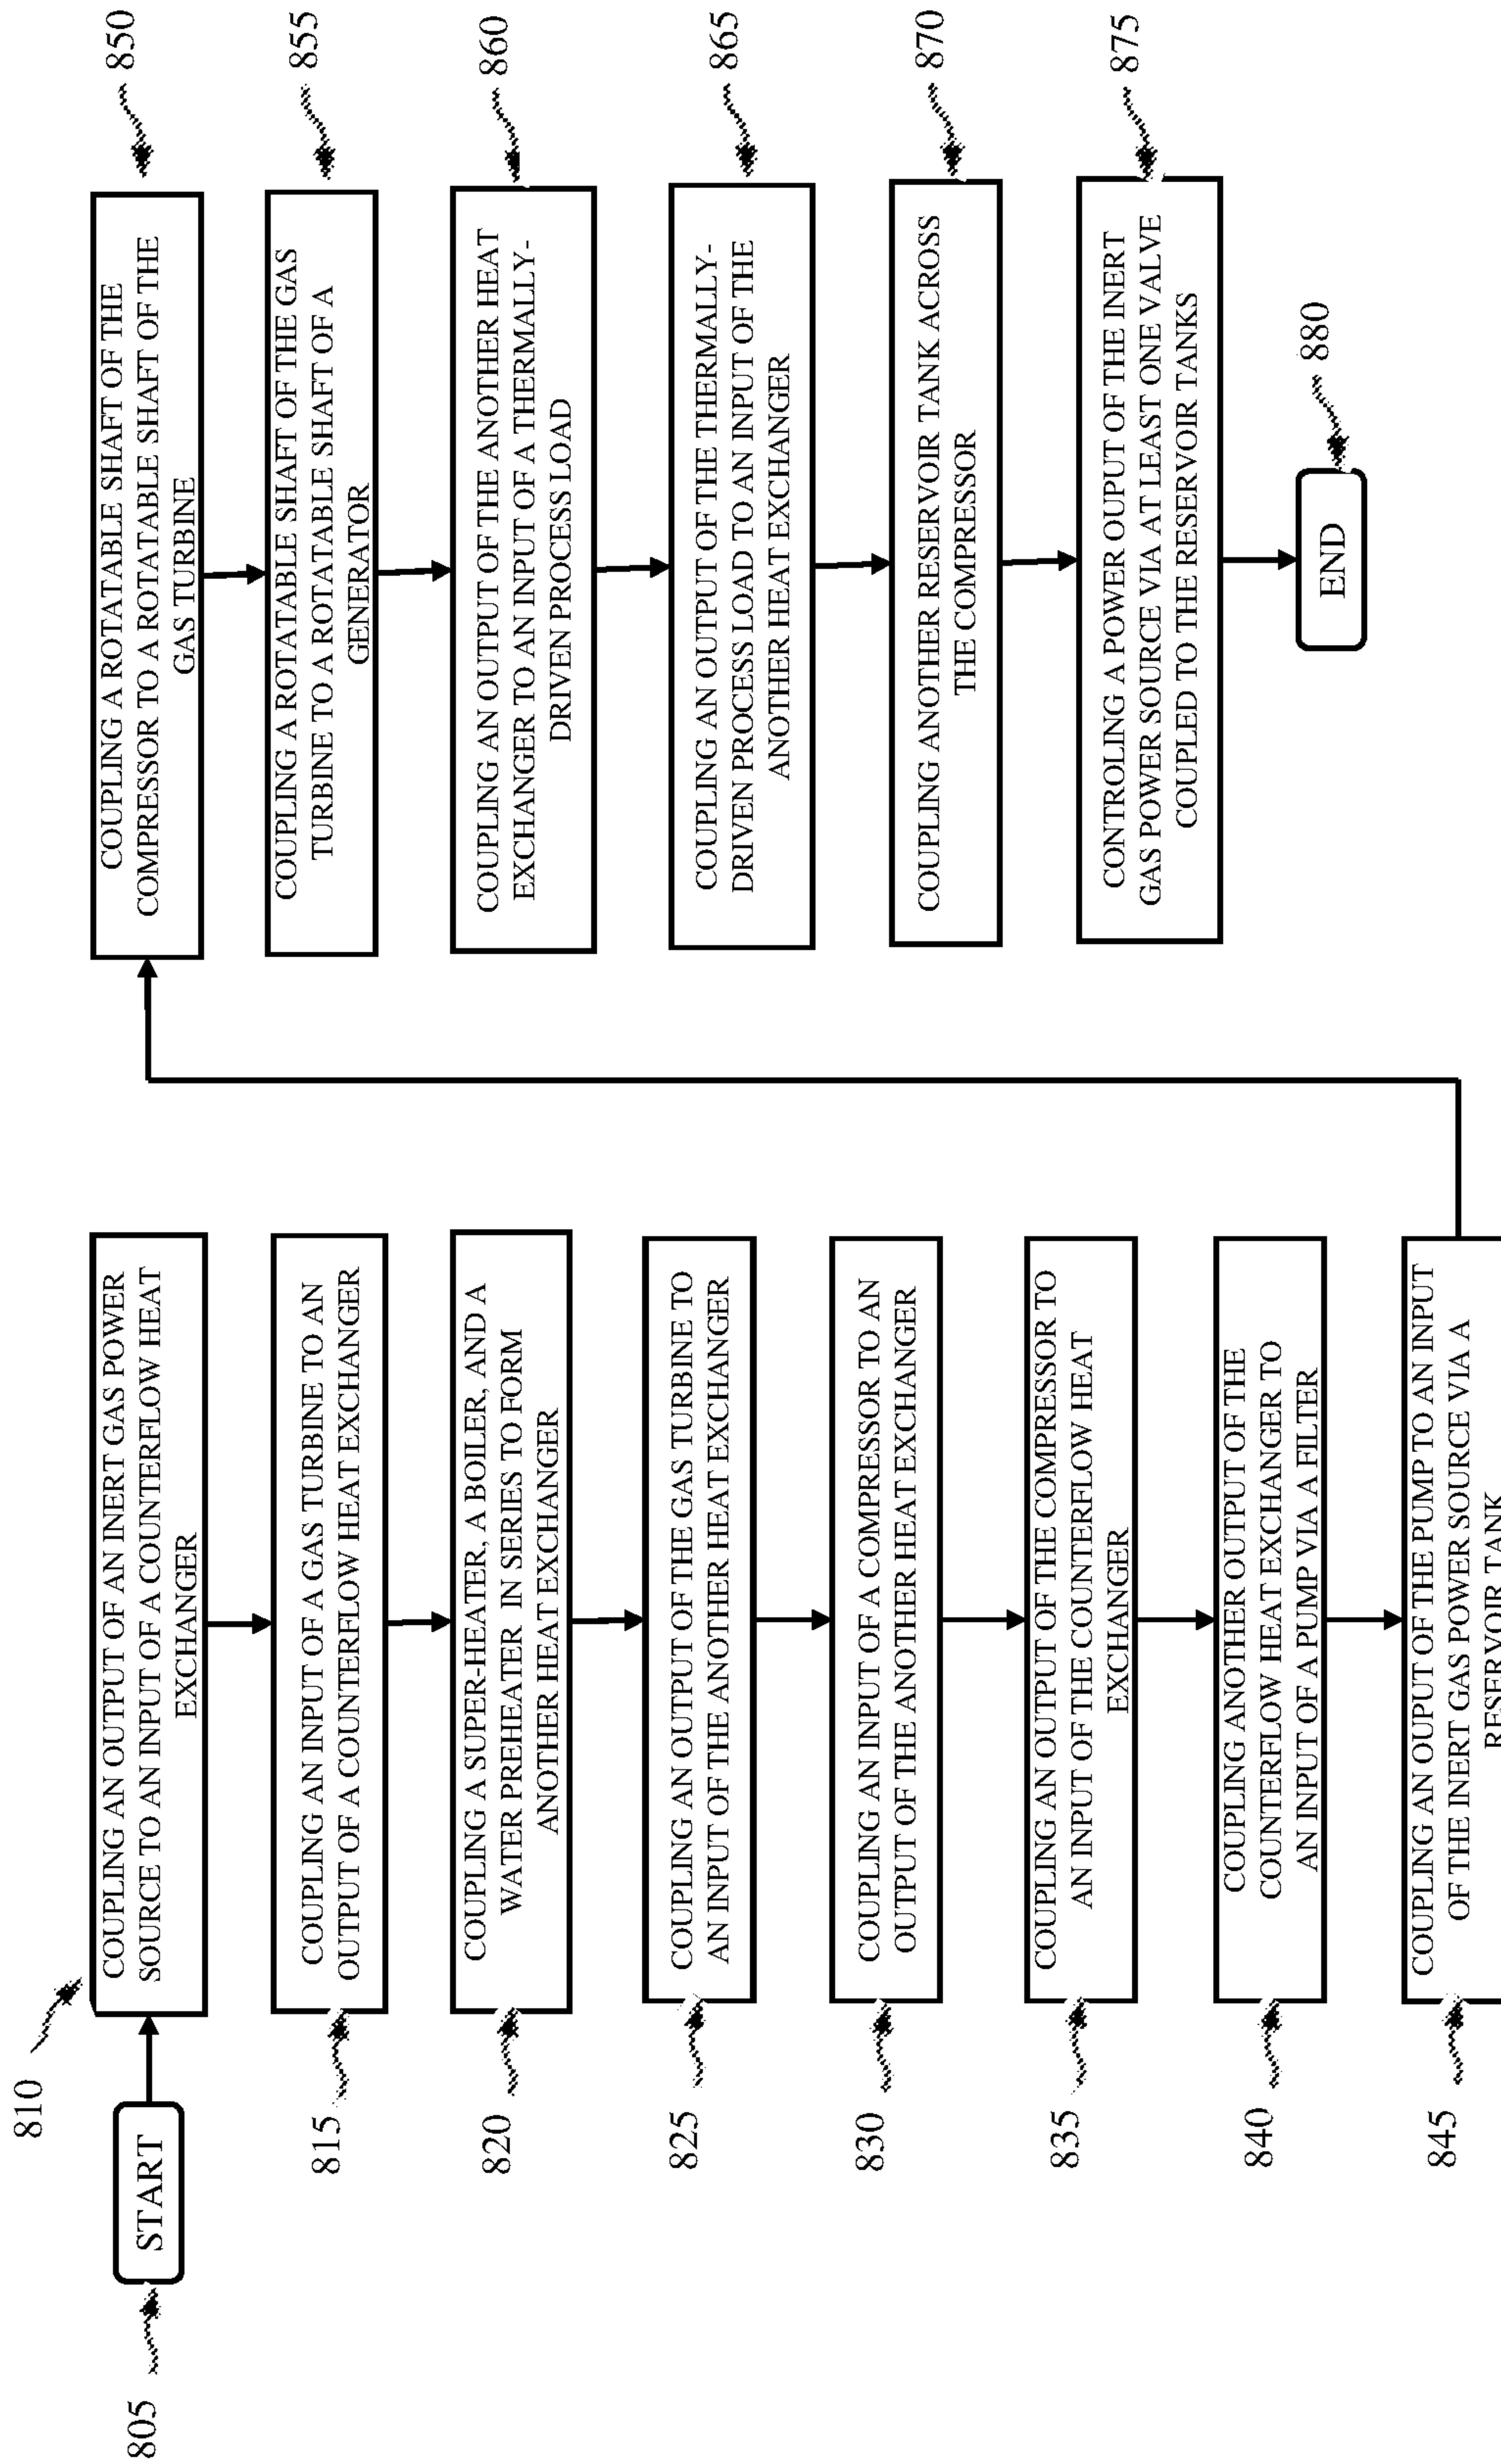 805
START
810
COUPLING AN OUTPUT OF AN INERT GAS POWER
SOURCE TO AN INPUT OF A COUNTERFLOW HEAT
EXCHANGER
815
COUPLING AN INPUT OF A GAS TURBINE TO AN
OUTPUT OF A COUNTERFLOW HEAT EXCHANGER
820
COUPLING A SUPER-HEATER, A BOILER, AND A
WATER PREHEATER IN SERIES TO FORM
ANOTHER HEAT EXCHANGER
825
COUPLING AN OUTPUT OF THE GAS TURBINE TO
AN INPUT OF THE ANOTHER HEAT EXCHANGER
830
COUPLING AN INPUT OF A COMPRESSOR TO AN
OUTPUT OF THE ANOTHER HEAT EXCHANGER
835
COUPLING AN OUTPUT OF THE COMPRESSOR TO
AN INPUT OF THE COUNTERFLOW HEAT
EXCHANGER
840
COUPLING ANOTHER OUTPUT OF THE
COUNTERFLOW HEAT EXCHANGER TO
AN INPUT OF A PUMP VIA A FILTER
845
COUPLING AN OUTPUT OF THE PUMP TO AN INPUT
OF THE INERT GAS POWER SOURCE VIA A
RESERVOIR TANK
850
COUPLING A ROTATABLE SHAFT OF THE
COMPRESSOR TO A ROTATABLE SHAFT OF THE
GAS TURBINE
855
COUPLING A ROTATABLE SHAFT OF THE GAS
TURBINE TO A ROTATABLE SHAFT OF A
GENERATOR
860
COUPLING AN OUTPUT OF THE ANOTHER HEAT
EXCHANGER TO AN INPUT OF A THERMALLY-
DRIVEN PROCESS LOAD
865
COUPLING AN OUTPUT OF THE THERMALLY-
DRIVEN PROCESS LOAD TO AN INPUT OF THE
ANOTHER HEAT EXCHANGER
870
COUPLING ANOTHER RESERVOIR TANK ACROSS
THE COMPRESSOR
875
CONTROLING A POWER OUPUT OF THE INERT
GAS POWER SOURCE VIA AT LEAST ONE VALVE
COUPLED TO THE RESERVOIR TANKS
880
END